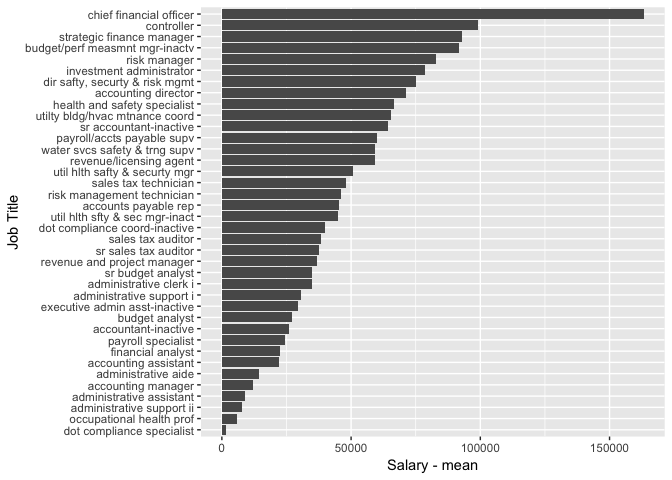 chief financial officer
controller
strategic finance manager
budget/perf measmnt mgr-inactv
risk manager
investment administrator
dir safty, securty & risk mgmt
accounting director
health and safety specialist
utilty bldg/hvac mtnance coord
sr accountant-inactive
payroll/accts payable supv
water svcs safety & trng supv
revenue/licensing agent
util hlth safty & securty mgr
sales tax technician
risk management technician
accounts payable rep
util hlth sfty & sec mgr-inact
dot compliance coord-inactive
sales tax auditor
sr sales tax auditor
revenue and project manager
sr budget analyst
administrative clerk i
administrative support i
executive admin asst-inactive
budget analyst
accountant-inactive
payroll specialist
financial analyst
accounting assistant
administrative aide
accounting manager
administrative assistant
administrative support ii
occupational health prof
dot compliance specialist
Job Title
0 50000 100000 150000
Salary - mean